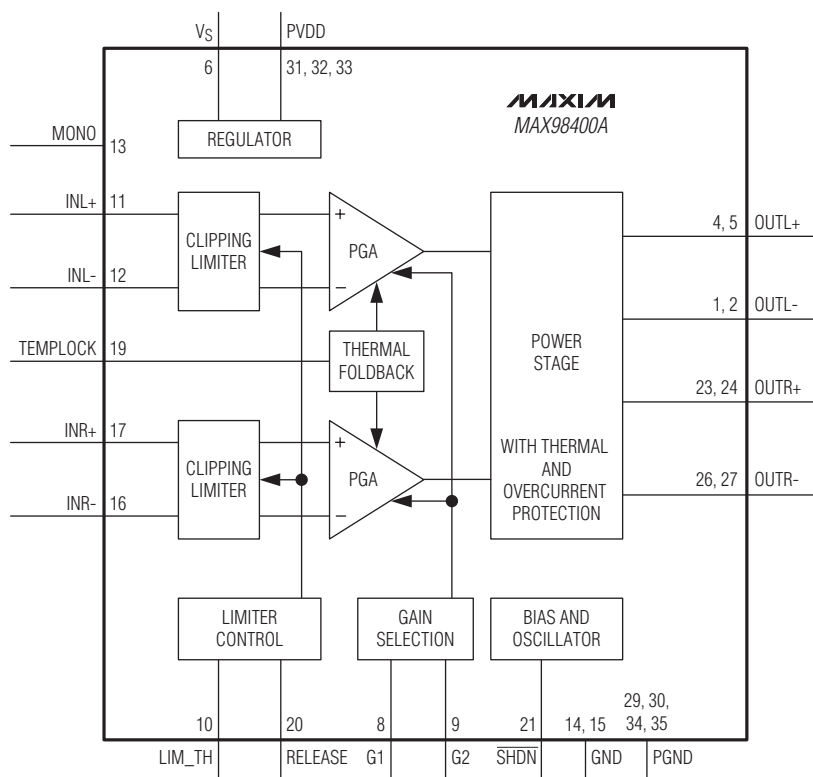 VS PVDD
6 31, 32, 33
MAXIM
MAX98400A
MONO 13
REGULATOR
INL+ 11
INL- 12
CLIPPING
LIMITER
+
PGA
−
4, 5 OUTL+
1, 2 OUTL-
TEMPLOCK 19
THERMAL
FOLDBACK
POWER
STAGE
WITH THERMAL
AND
OVERCURRENT
PROTECTION
23, 24 OUTR+
26, 27 OUTR-
INR+ 17
INR- 16
CLIPPING
LIMITER
+
PGA
−
LIMITER
CONTROL
GAIN
SELECTION
BIAS AND
OSCILLATOR
10 20 8 9 21 14, 15 29, 30,
34, 35
LIM_TH RELEASE G1 G2 SHDN GND PGND